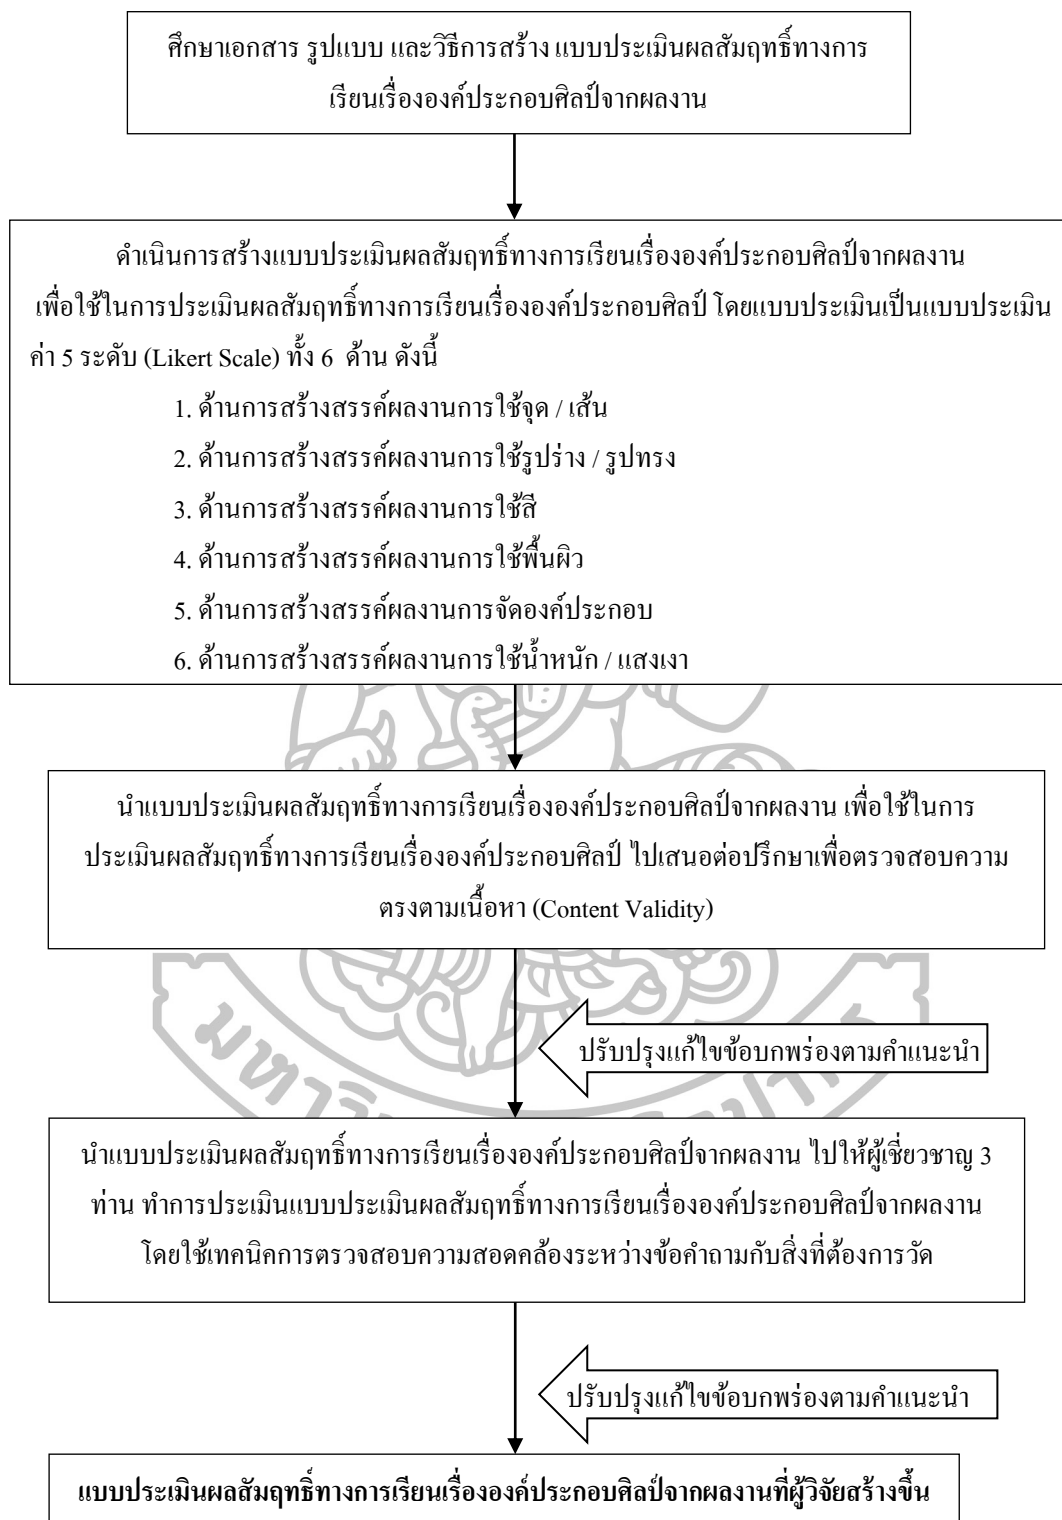 ศึกษาเอกสาร รูปแบบ และวิธีการสร้าง แบบประเมินผลสัมฤทธิ์ทางการ
เรียนเรื่ององค์ประกอบศิลป์จากผลงาน
ดำเนินการสร้างแบบประเมินผลสัมฤทธิ์ทางการเรียนเรื่ององค์ประกอบศิลป์จากผลงาน
เพื่อใช้ในการประเมินผลสัมฤทธิ์ทางการเรียนเรื่ององค์ประกอบศิลป์ โดยแบบประเมินเป็นแบบประเมิน
ค่า 5 ระดับ (Likert Scale) ทั้ง 6 ด้าน ดังนี้
1. ด้านการสร้างสรรค์ผลงานการใช้จุด / เส้น
2. ด้านการสร้างสรรค์ผลงานการใช้รูปร่าง / รูปทรง
3. ด้านการสร้างสรรค์ผลงานการใช้สี
4. ด้านการสร้างสรรค์ผลงานการใช้พื้นผิว
5. ด้านการสร้างสรรค์ผลงานการจัดองค์ประกอบ
6. ด้านการสร้างสรรค์ผลงานการใช้น้ำหนัก / แสงเงา
นำแบบประเมินผลสัมฤทธิ์ทางการเรียนเรื่ององค์ประกอบศิลป์จากผลงาน เพื่อใช้ในการ
ประเมินผลสัมฤทธิ์ทางการเรียนเรื่ององค์ประกอบศิลป์ ไปเสนอต่อปรึกษาเพื่อตรวจสอบความ
ตรงตามเนื้อหา (Content Validity)
ปรับปรุงแก้ไขข้อบกพร่องตามคำแนะนำ
นำแบบประเมินผลสัมฤทธิ์ทางการเรียนเรื่ององค์ประกอบศิลป์จากผลงาน ไปให้ผู้เชี่ยวชาญ 3
ท่าน ทำการประเมินแบบประเมินผลสัมฤทธิ์ทางการเรียนเรื่ององค์ประกอบศิลป์จากผลงาน
โดยใช้เทคนิคการตรวจสอบความสอดคล้องระหว่างข้อคำถามกับสิ่งที่ต้องการวัด
ปรับปรุงแก้ไขข้อบกพร่องตามคำแนะนำ
แบบประเมินผลสัมฤทธิ์ทางการเรียนเรื่ององค์ประกอบศิลป์จากผลงานที่ผู้วิจัยสร้างขึ้น